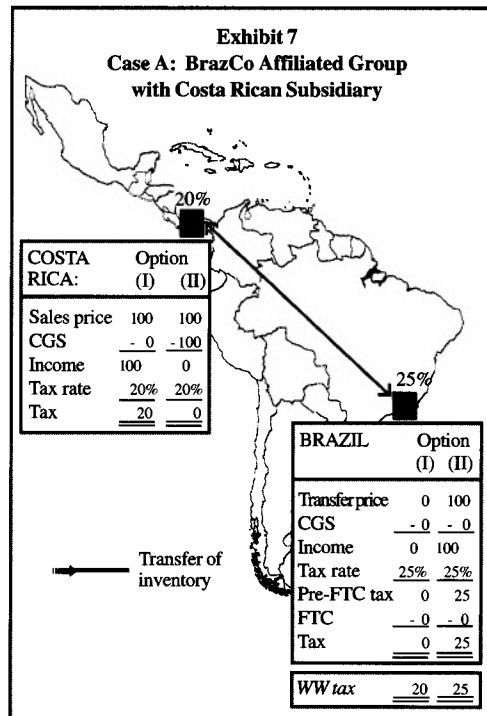 Exhibit 7
Case A: BrazCo Affiliated Group
with Costa Rican Subsidiary
20%
COSTA RICA: Option
(I) (II)
Sales price 100 100
CGS - 0 -100
Income 100 0
Tax rate 20% 20%
Tax 20 0
25%
BRAZIL Option
(I) (II)
Transfer price 0 100
CGS - 0 - 0
Income 0 100
Tax rate 25% 25%
Pre-FTC tax 0 25
FTC - 0 - 0
Tax 0 25
WW tax 20 25
Transfer of
inventory